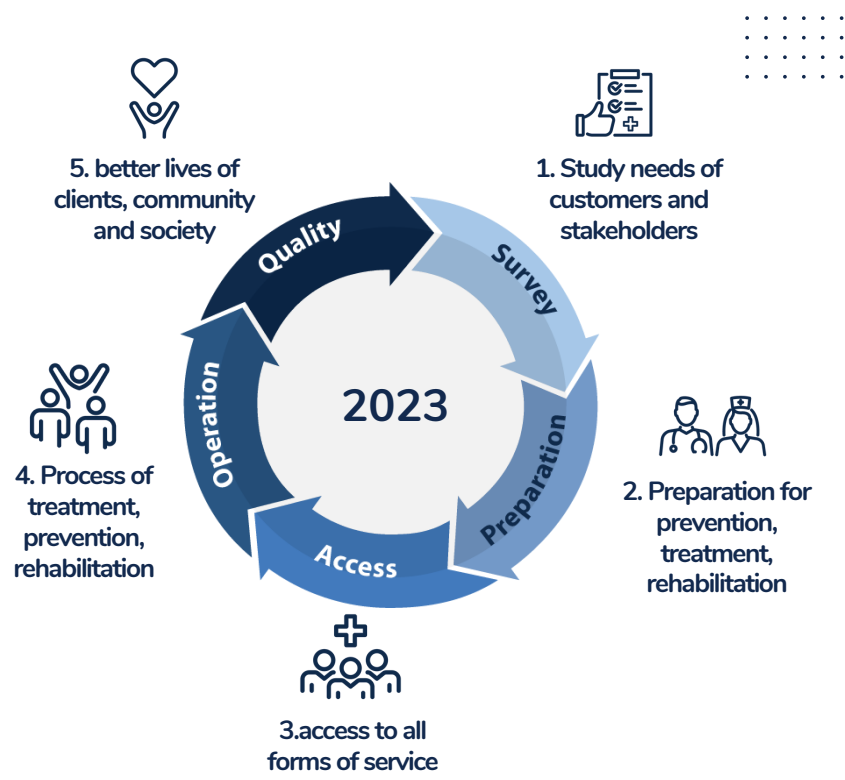 1. Study needs of
customers and
stakeholders
2. Preparation for
prevention,
treatment,
rehabilitation
3.access to all
forms of service
4. Process of
treatment,
prevention,
rehabilitation
5. better lives of
clients, community
and society
Survey
Preparation
Access
Operation
Quality
2023